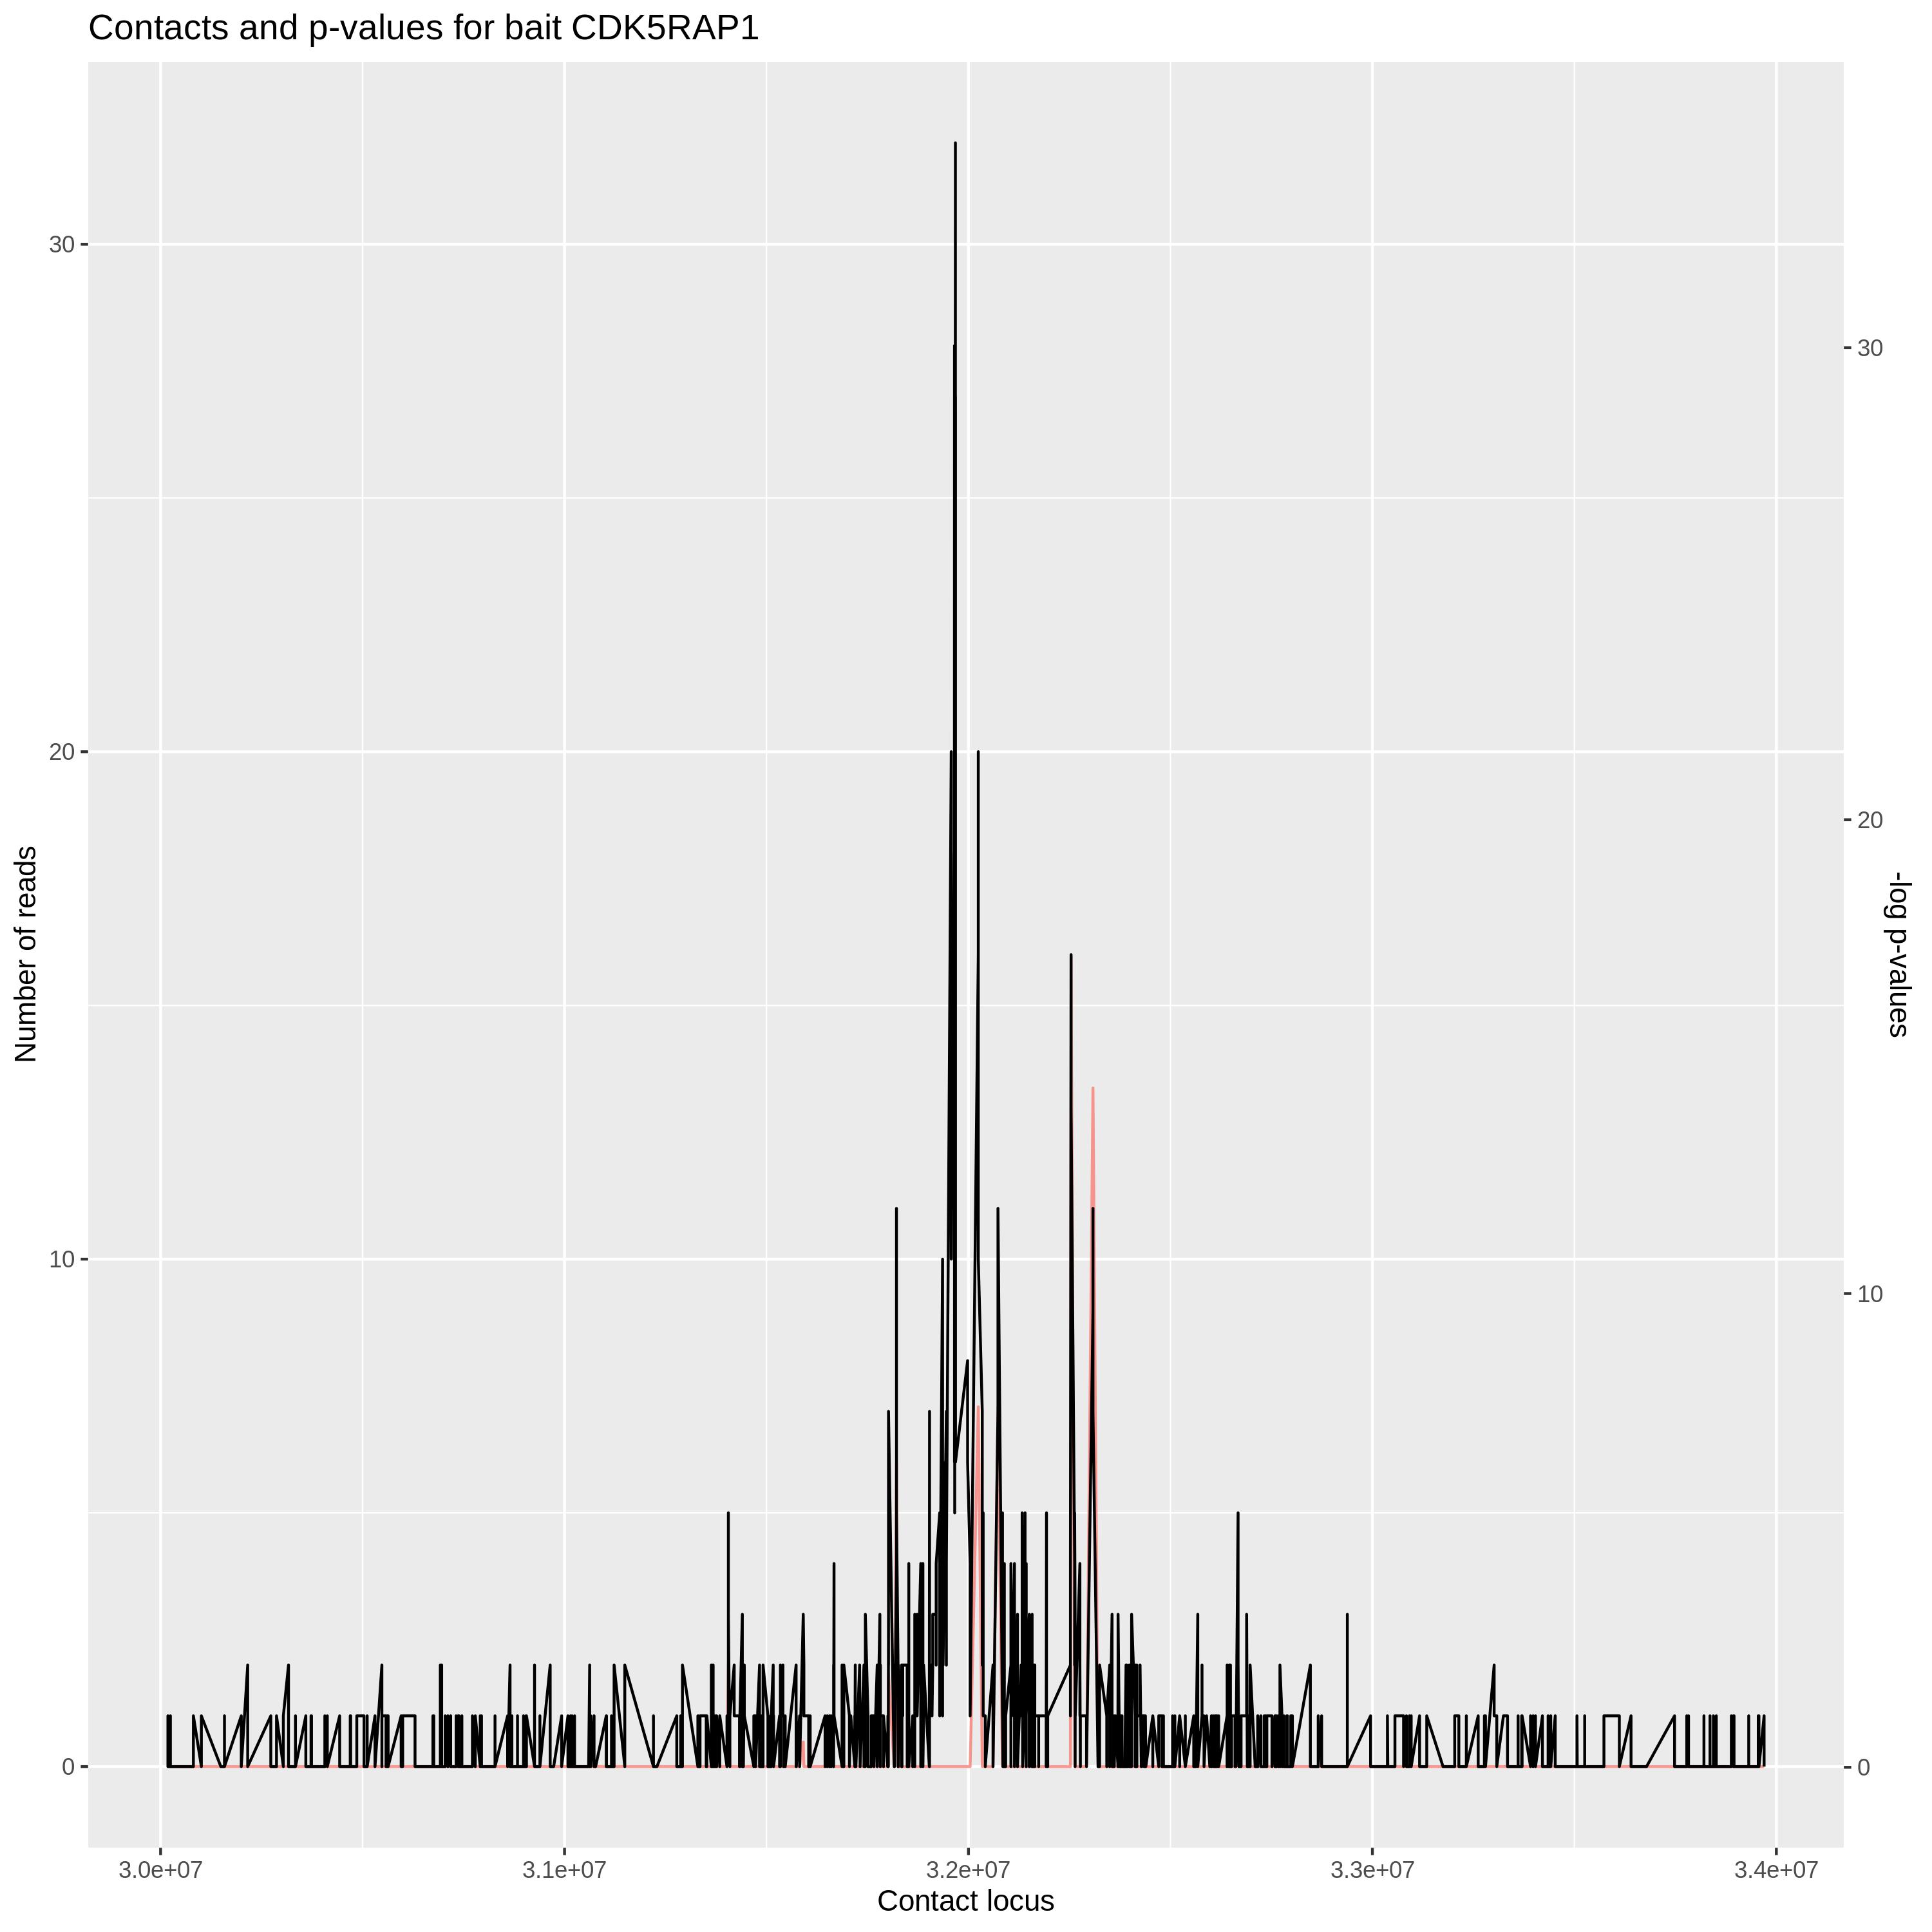 Contacts and p-values for bait CDK5RAP1
30
20
10
0
Number of reads
30
20
10
0
-log p-values
3.0e+07 3.1e+07 3.2e+07 3.3e+07 3.4e+07
Contact locus